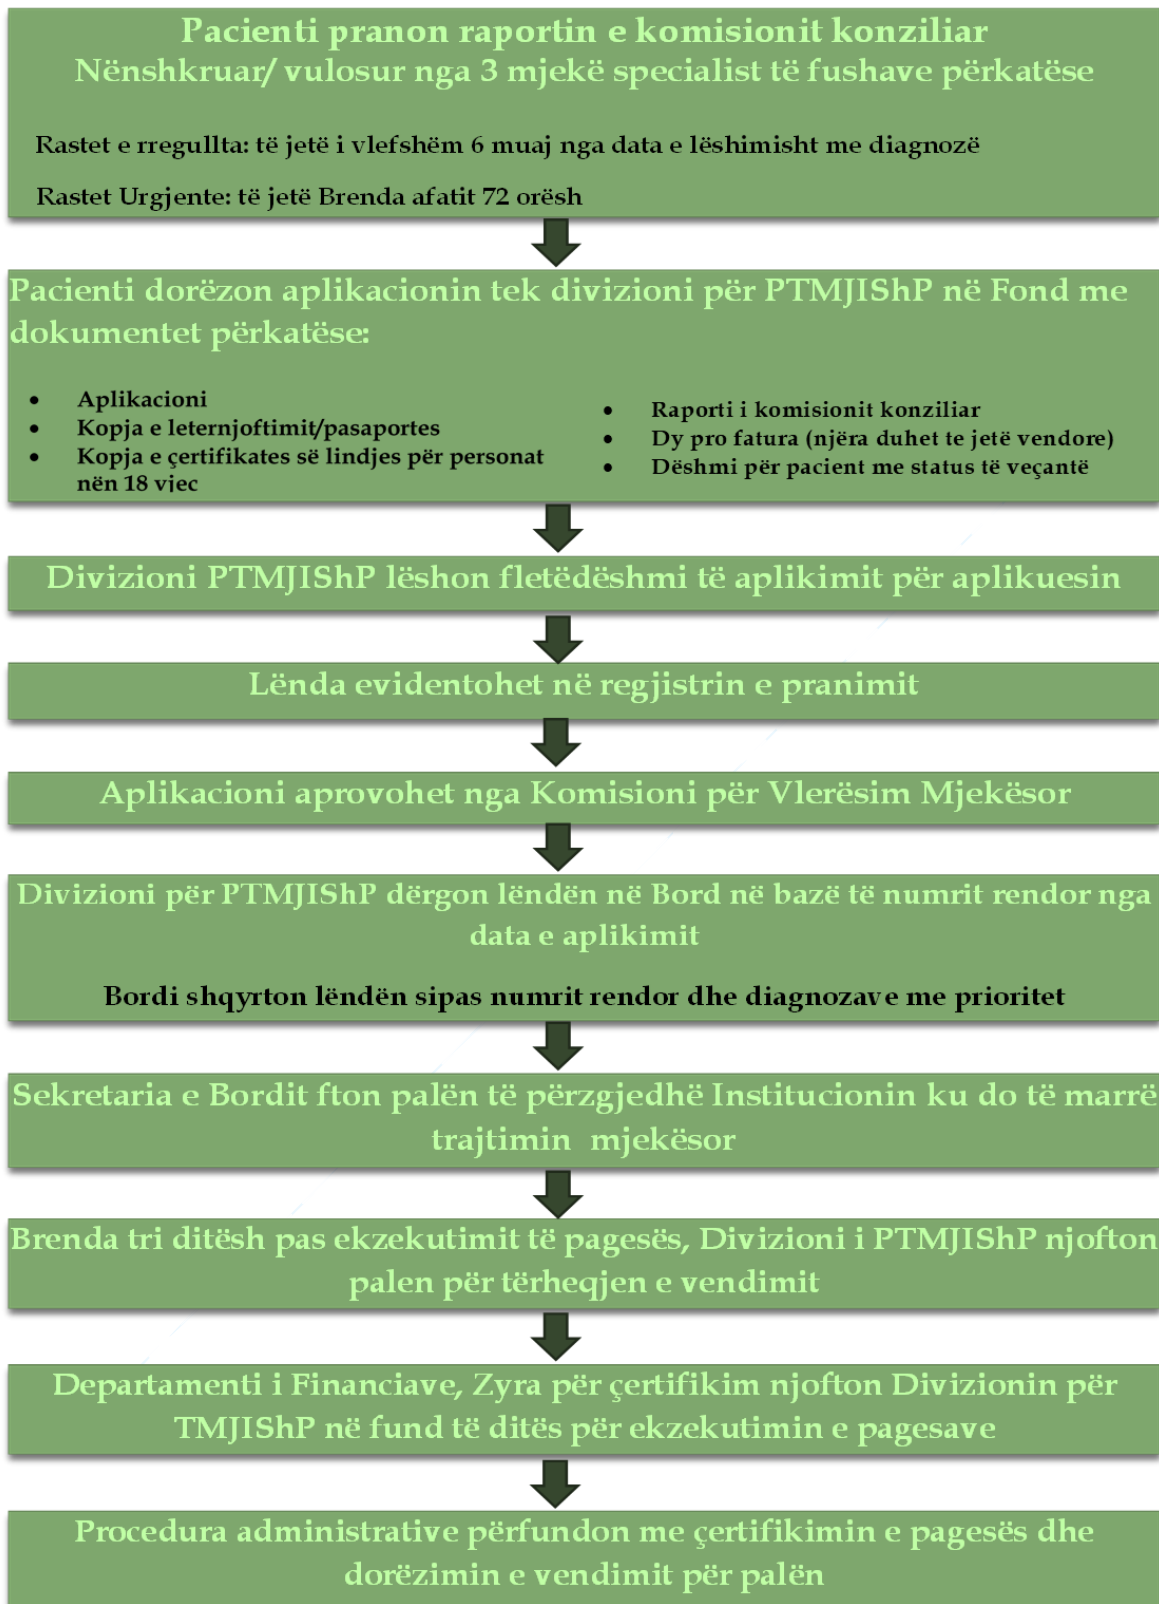 Pacienti pranon raportin e komisionit konziliar
Nënshkruar/ vulosur nga 3 mjekë specialist të fushave përkatëse
Rastet e rregullta: të jetë i vlefshëm 6 muaj nga data e lëshimisht me diagnozë
Rastet Urgjente: të jetë Brenda afatit 72 orësh
Pacienti dorëzon aplikacionin tek divizioni për PTMJIShP në Fond me
dokumentet përkatëse:
• Aplikacioni
• Kopja e leternjoftimit/pasaportes
• Kopja e çertifikates së lindjes për personat
nën 18 vjec
• Raporti i komisionit konziliar
• Dy pro fatura (njëra duhet te jetë vendore)
• Dëshmi për pacient me status të veçantë
Divizioni PTMJIShP lëshon fletëdëshmi të aplikimit për aplikuesin
Lënda evidentohet në regjistrin e pranimit
Aplikacioni aprovohet nga Komisioni për Vlerësim Mjekësor
Divizioni për PTMJIShP dërgon lëndën në Bord në bazë të numrit rendor nga
data e aplikimit
Bordi shqyrton lëndën sipas numrit rendor dhe diagnozave me prioritet
Sekretaria e Bordit fton palën të përzgjedhë Institucionin ku do të marrë
trajtimin mjekësor
Brenda tri ditësh pas ekzekutimit të pagesës, Divizioni i PTMJIShP njofton
palen për tërheqjen e vendimit
Departamenti i Financiave, Zyra për çertifikim njofton Divizionin për
TMJIShP në fund të ditës për ekzekutimin e pagesave
Procedura administrative përfundon me çertifikimin e pagesës dhe
dorëzimin e vendimit për palën